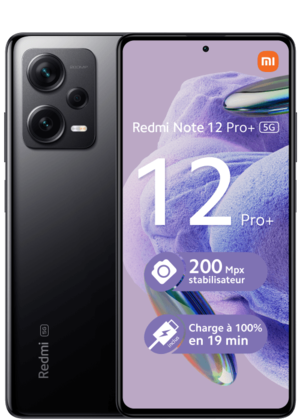 mi
Redmi Note 12 Pro+ 5G
12 Pro+
200 Mpx
stabilisateur
Charge à 100%
en 19 min
Redmi 5G